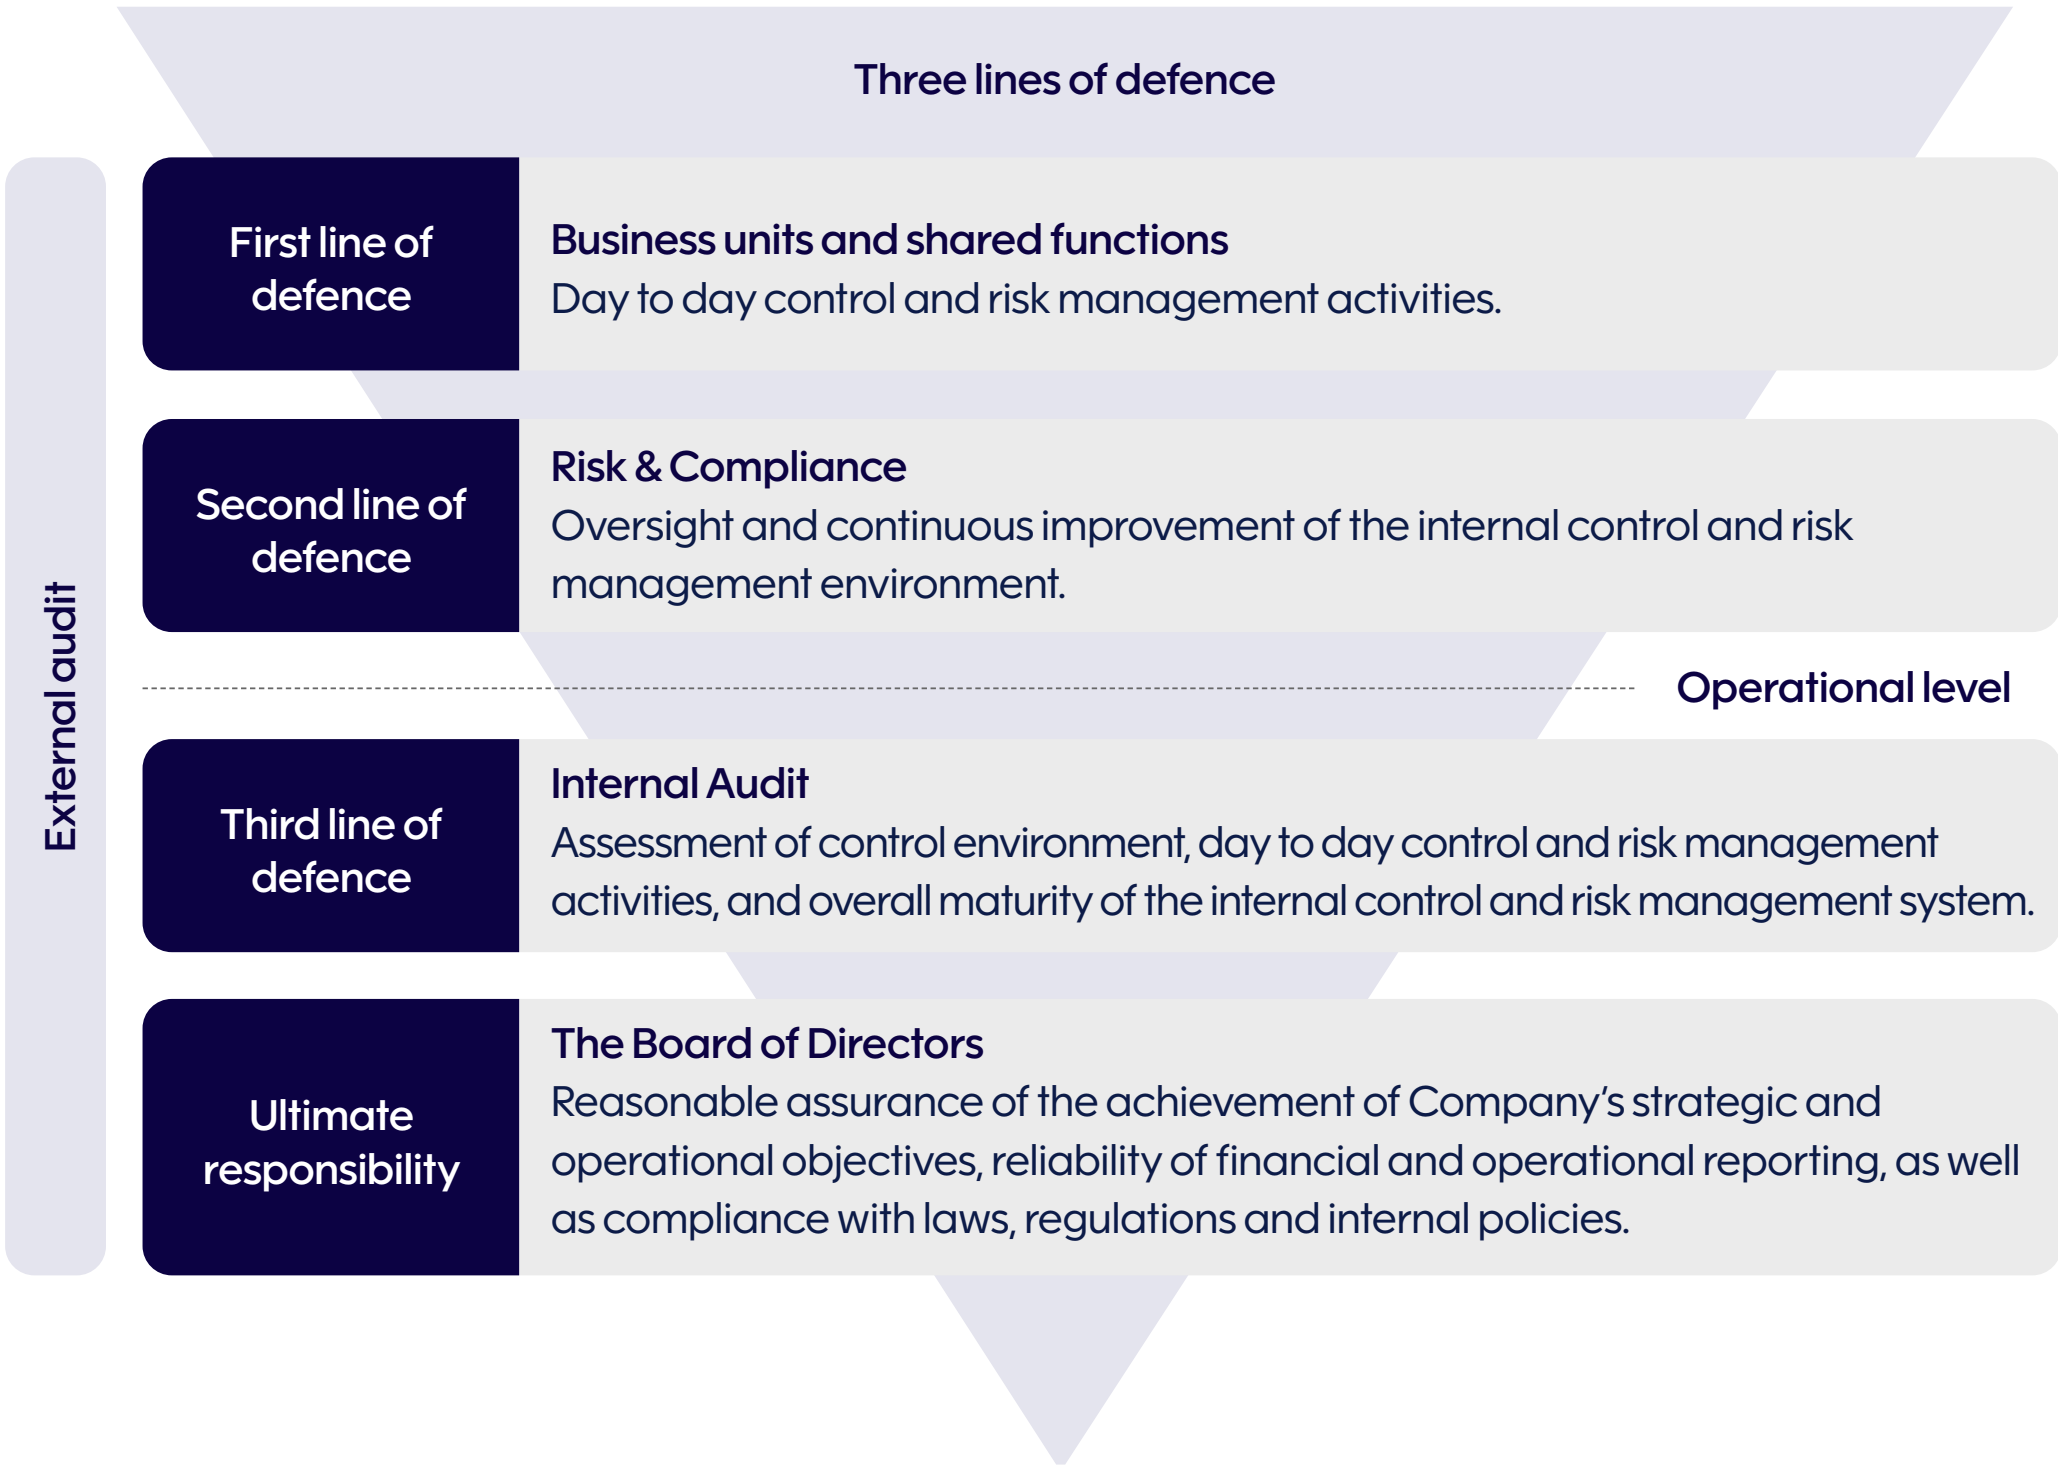 Three lines of defence
External audit
First line of
defence
Business units and shared functions
Day to day control and risk management activities.
Second line of
defence
Risk & Compliance
Oversight and continuous improvement of the internal control and risk
management environment.
Operational level
Third line of
defence
Internal Audit
Assessment of control environment, day to day control and risk management
activities, and overall maturity of the internal control and risk management system.
Ultimate
responsibility
The Board of Directors
Reasonable assurance of the achievement of Company’s strategic and
operational objectives, reliability of financial and operational reporting, as well
as compliance with laws, regulations and internal policies.